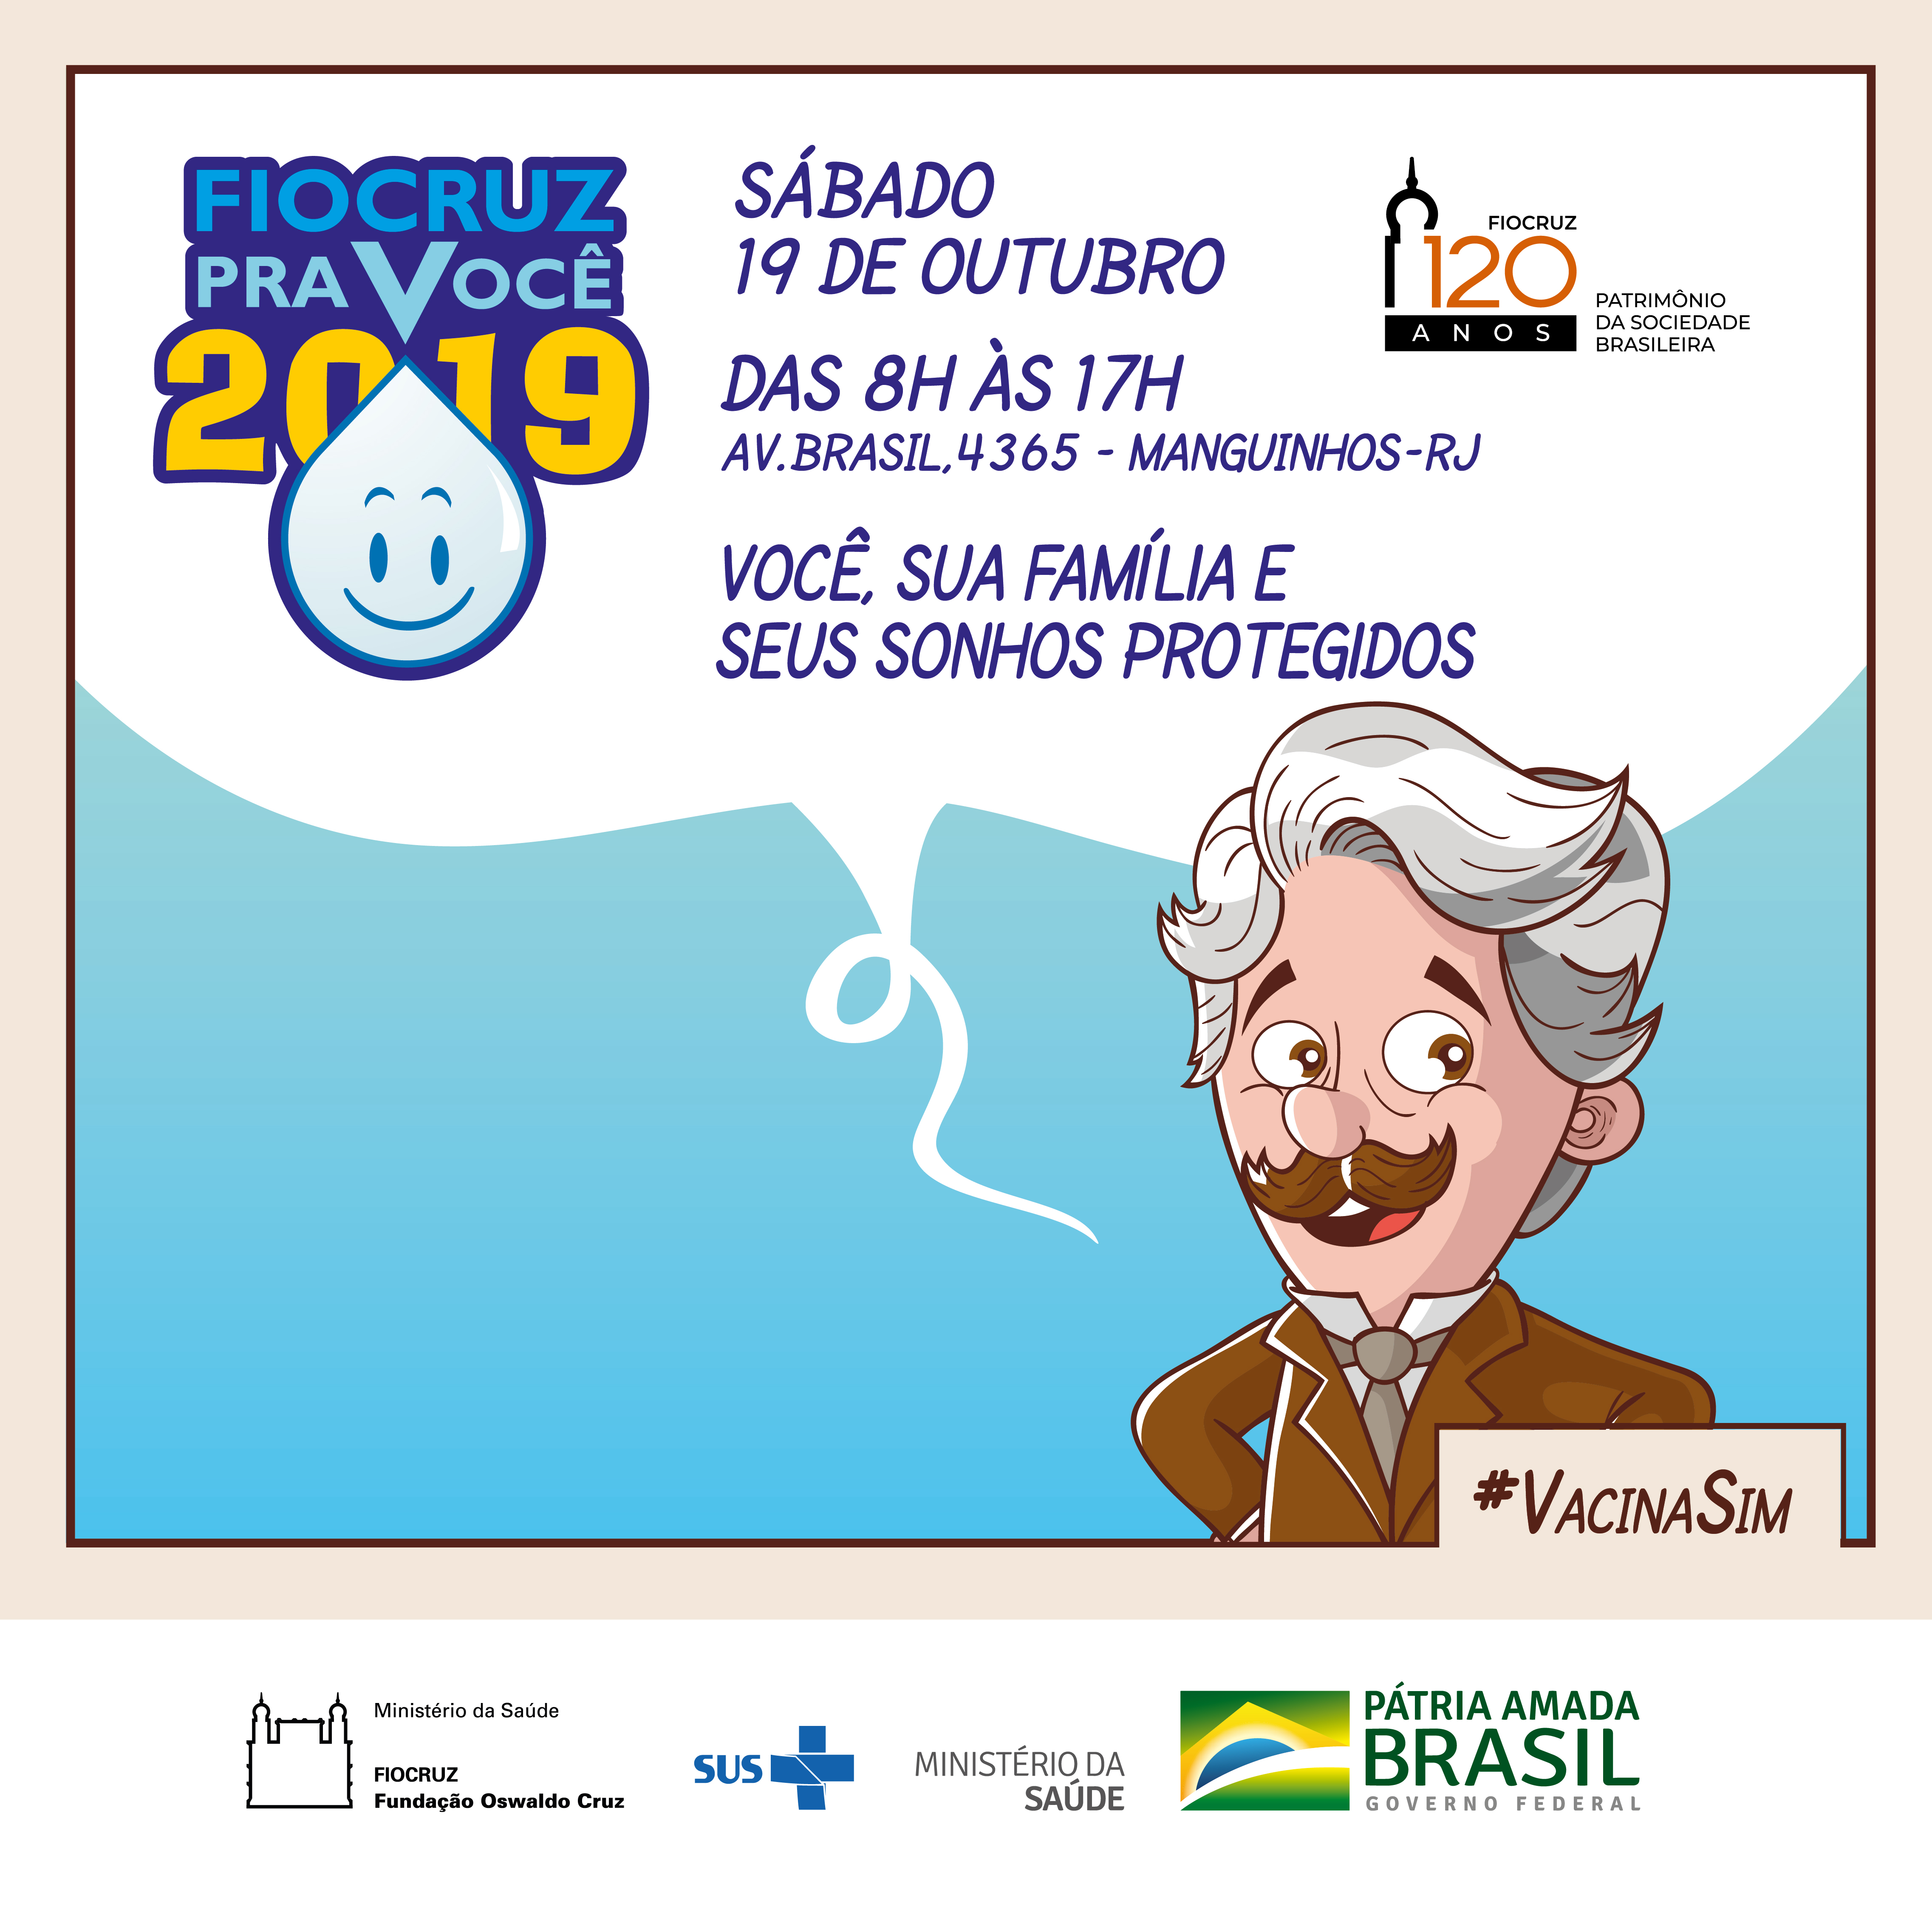 FIOCRUZ
PRA VOCÊ
2019
SÁBADO
19 DE OUTUBRO
DAS 8H ÀS 17H
AV.BRASIL,4365 - MANGUINHOS-RJ
VOCÊ, SUA FAMÍLIA E
SEUS SONHOS PROTEGIDOS
FIOCRUZ
120
ANOS
PATRIMÔNIO
DA SOCIEDADE
BRASILEIRA
#VACINASIM
Ministério da Saúde
FIOCRUZ
Fundação Oswaldo Cruz
SUS
MINISTÉRIO DA
SAÚDE
PÁTRIA AMADA
BRASIL
GOVERNO FEDERAL